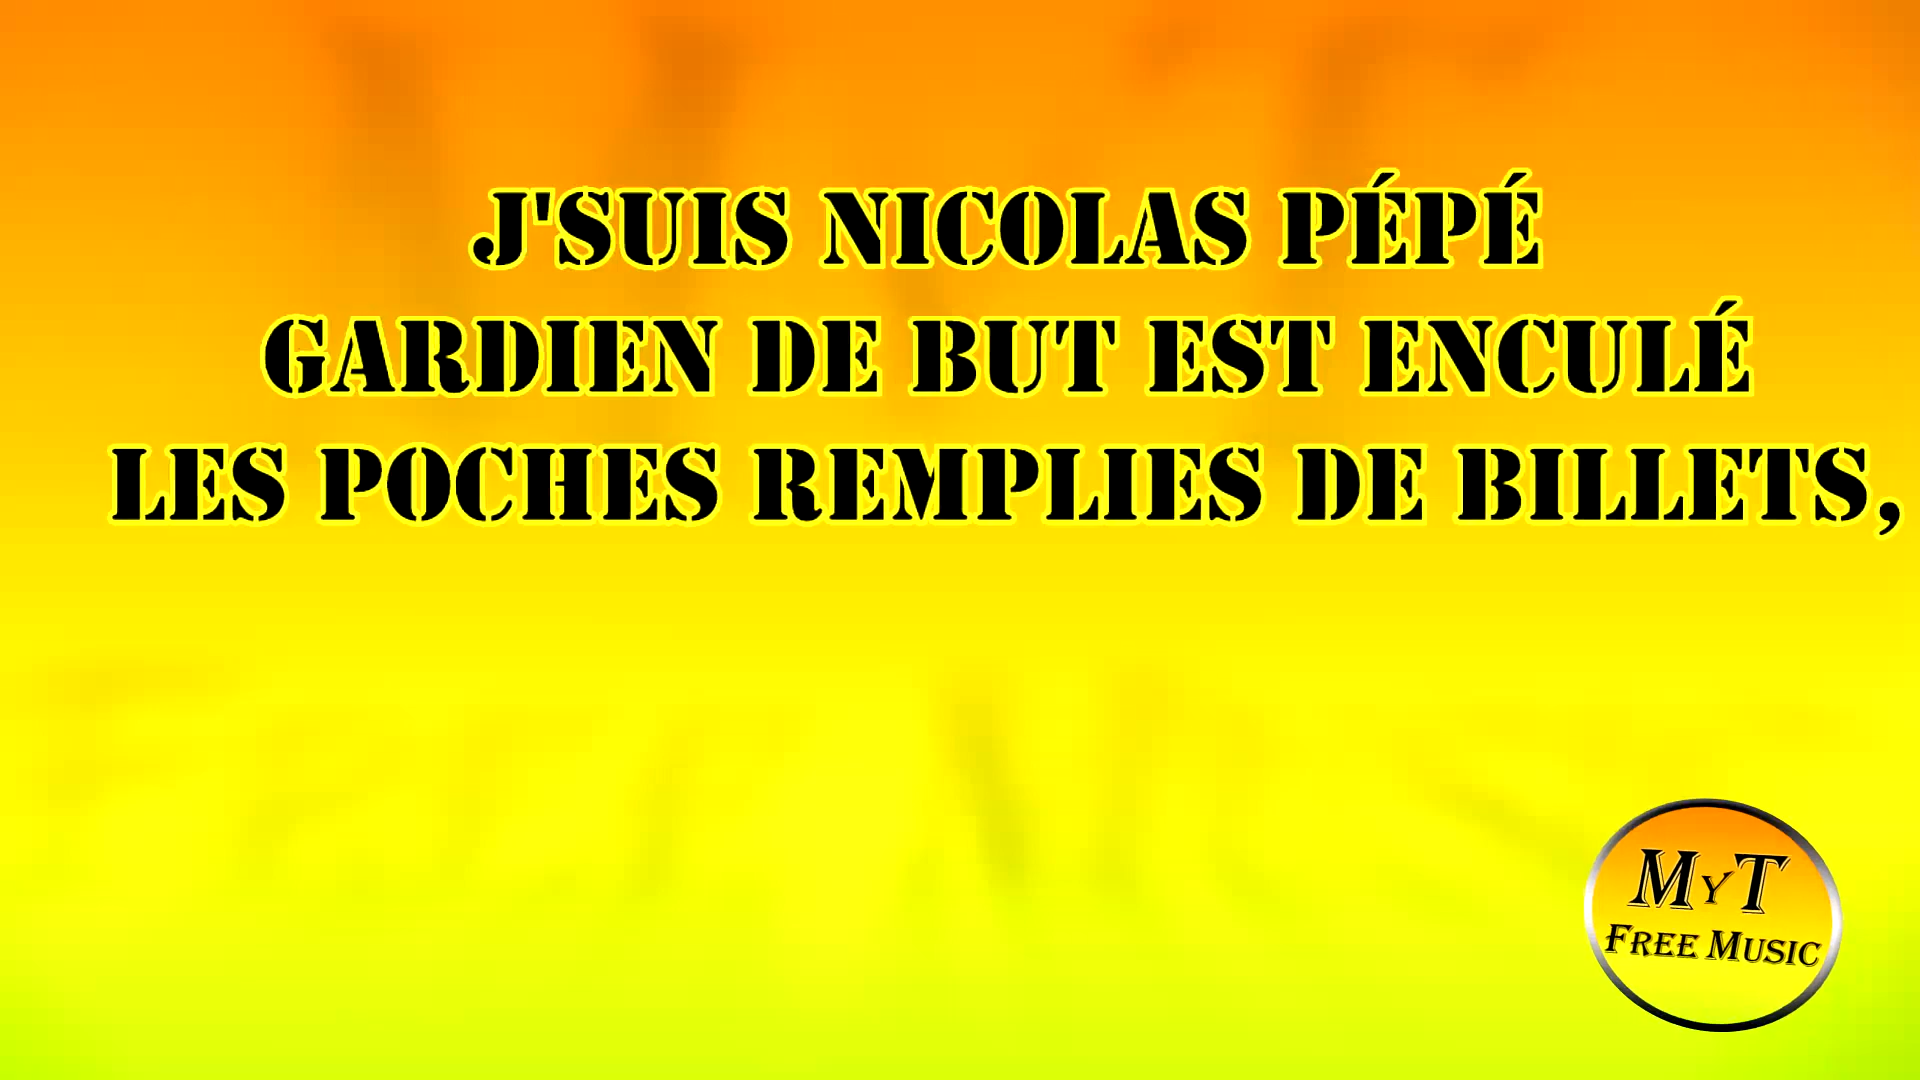 J'SUIS NICOLAS PÉPÉ
GARDIEN DE BUT EST ENCULÉ
LES POCHES REMPLIES DE BILLETS,
MYT
FREE MUSIC